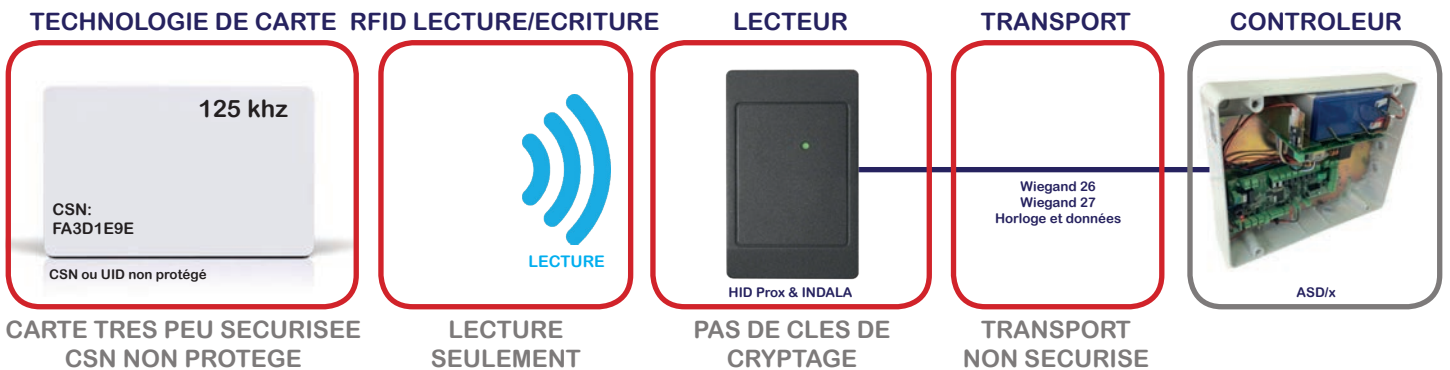 TECHNOLOGIE DE CARTE
RFID LECTURE/ECRITURE
LECTEUR
TRANSPORT
CONTROLEUR
125 khz
CSN:
FA3D1E9E
CSN ou UID non protégé
LECTURE
HID Prox & INDALA
Wiegand 26
Wiegand 27
Horloge et données
ASD/x
CARTE TRES PEU SECURISEE
CSN NON PROTEGE
LECTURE
SEULEMENT
PAS DE CLES DE
CRYPTAGE
TRANSPORT
NON SECURISE